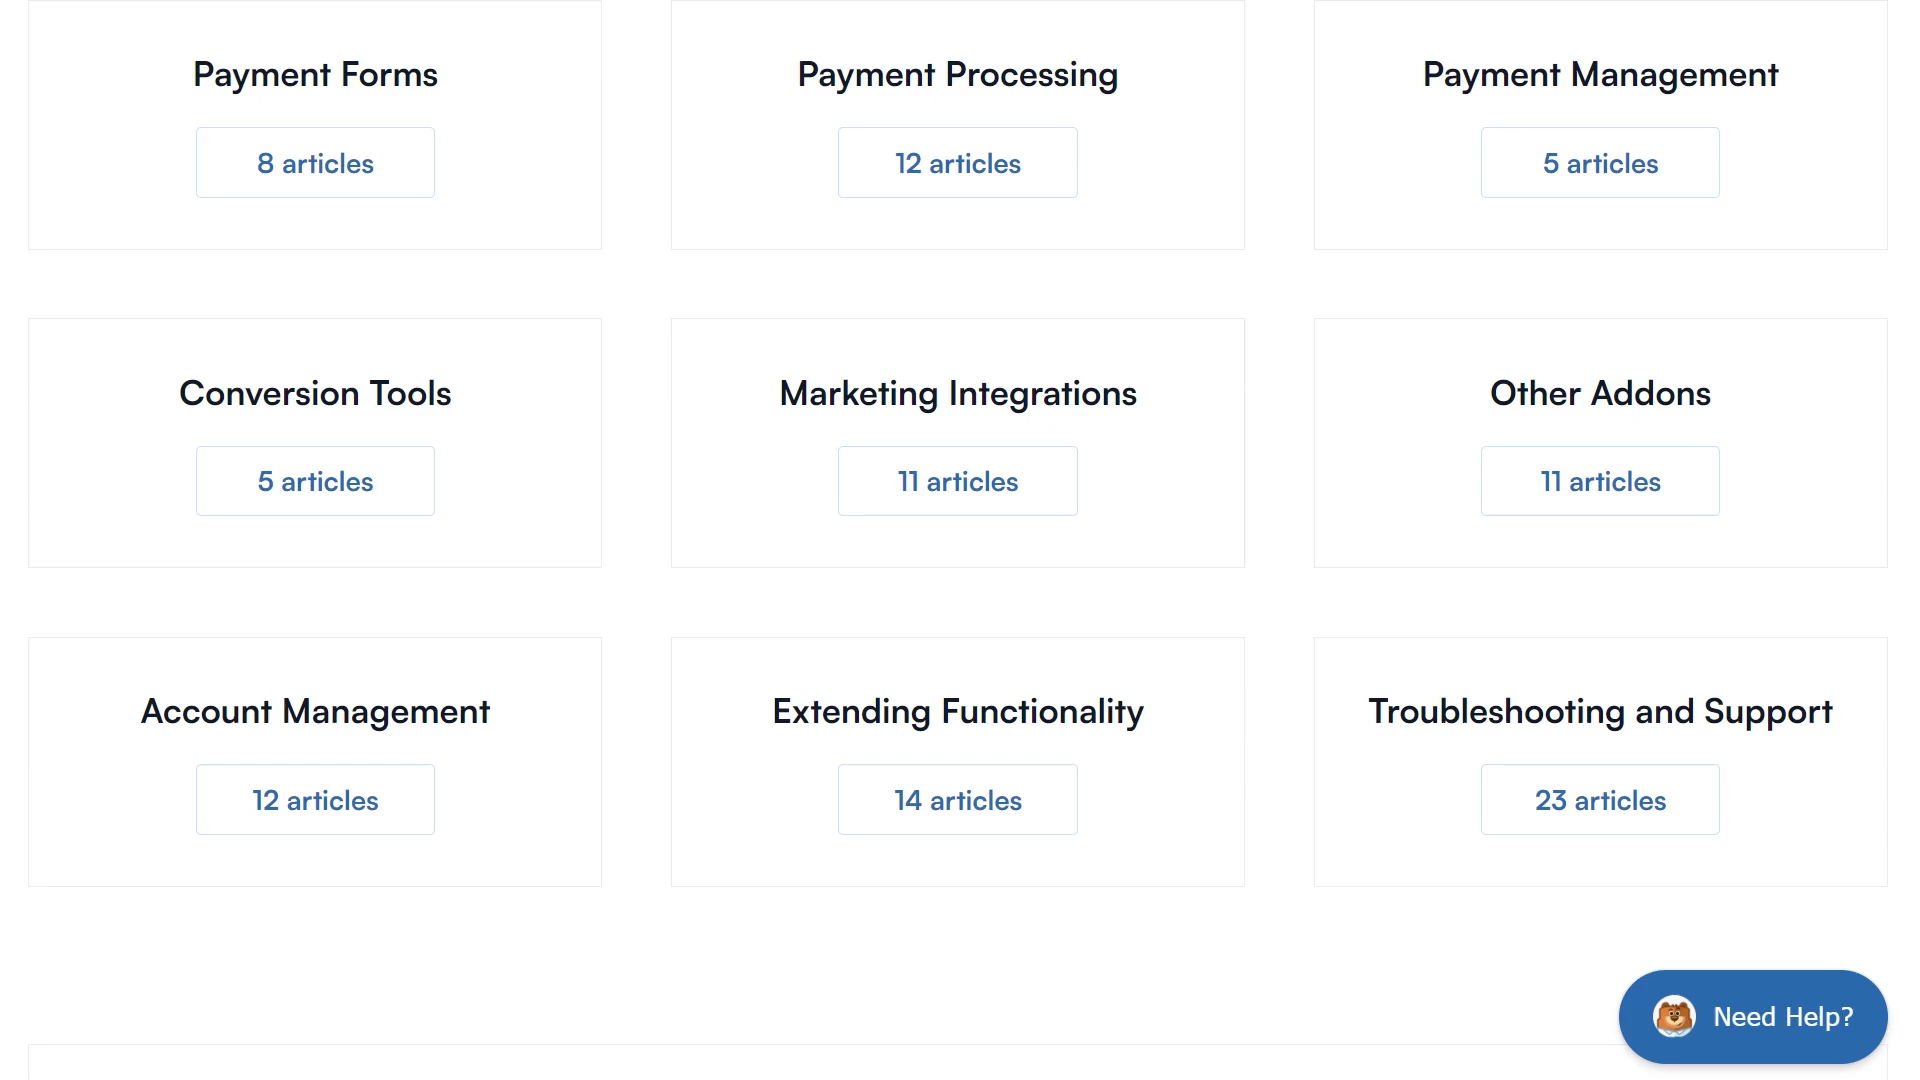 Payment Forms
8 articles
Payment Processing
12 articles
Payment Management
5 articles
Conversion Tools
5 articles
Marketing Integrations
11 articles
Other Addons
11 articles
Account Management
12 articles
Extending Functionality
14 articles
Troubleshooting and Support
23 articles
Need Help?